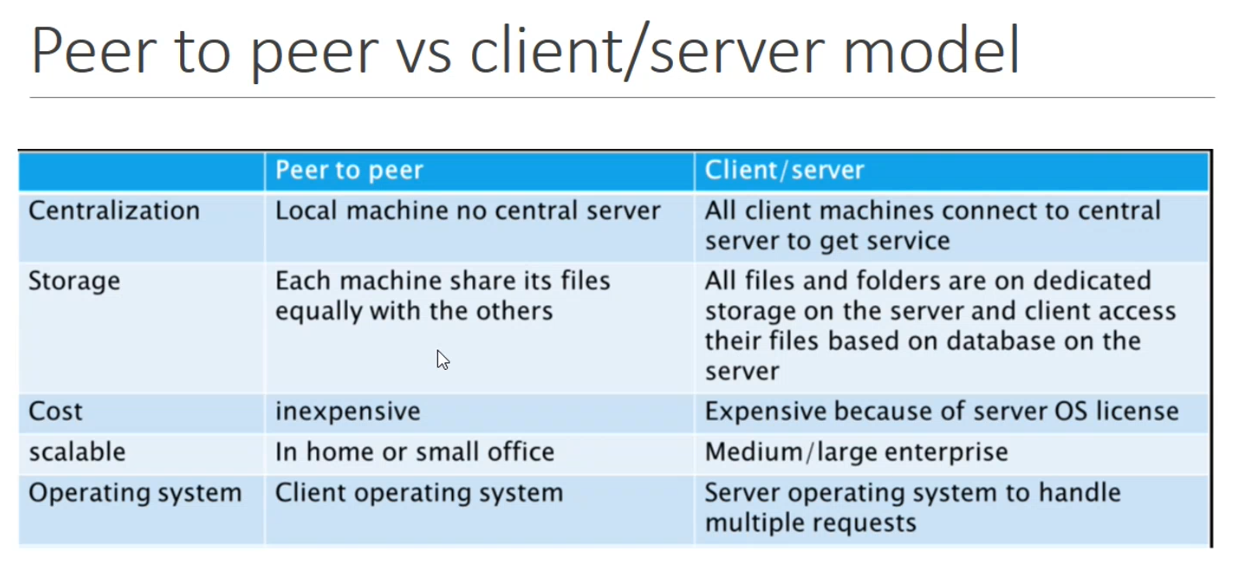 Peer to peer vs client/server model
Peer to peer
Client/server
Centralization
Local machine no central server
All client machines connect to central
server to get service
Storage
Each machine share its files
equally with the others
All files and folders are on dedicated
storage on the server and client access
their files based on database on the
server
Cost
inexpensive
Expensive because of server OS license
scalable
In home or small office
Medium/large enterprise
Operating system
Client operating system
Server operating system to handle
multiple requests